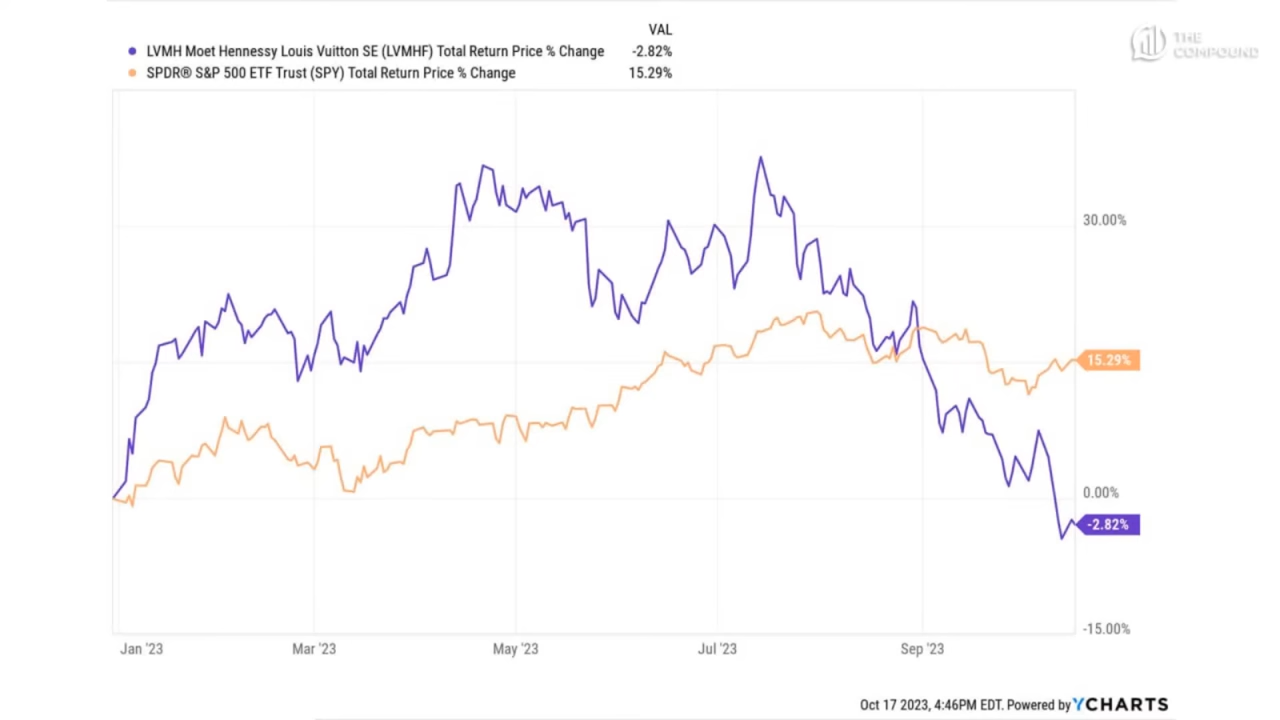 VAL
LVMH Moet Hennessy Louis Vuitton SE (LVMHF) Total Return Price % Change -2.82%
SPDR® S&P 500 ETF Trust (SPY) Total Return Price % Change 15.29%
THE
COMPOUND
30.00%
15.29%
0.00%
-2.82%
-15.00%
Jan '23 Mar '23 May '23 Jul '23 Sep '23
Oct 17 2023, 4:46PM EDT. Powered by YCHARTS